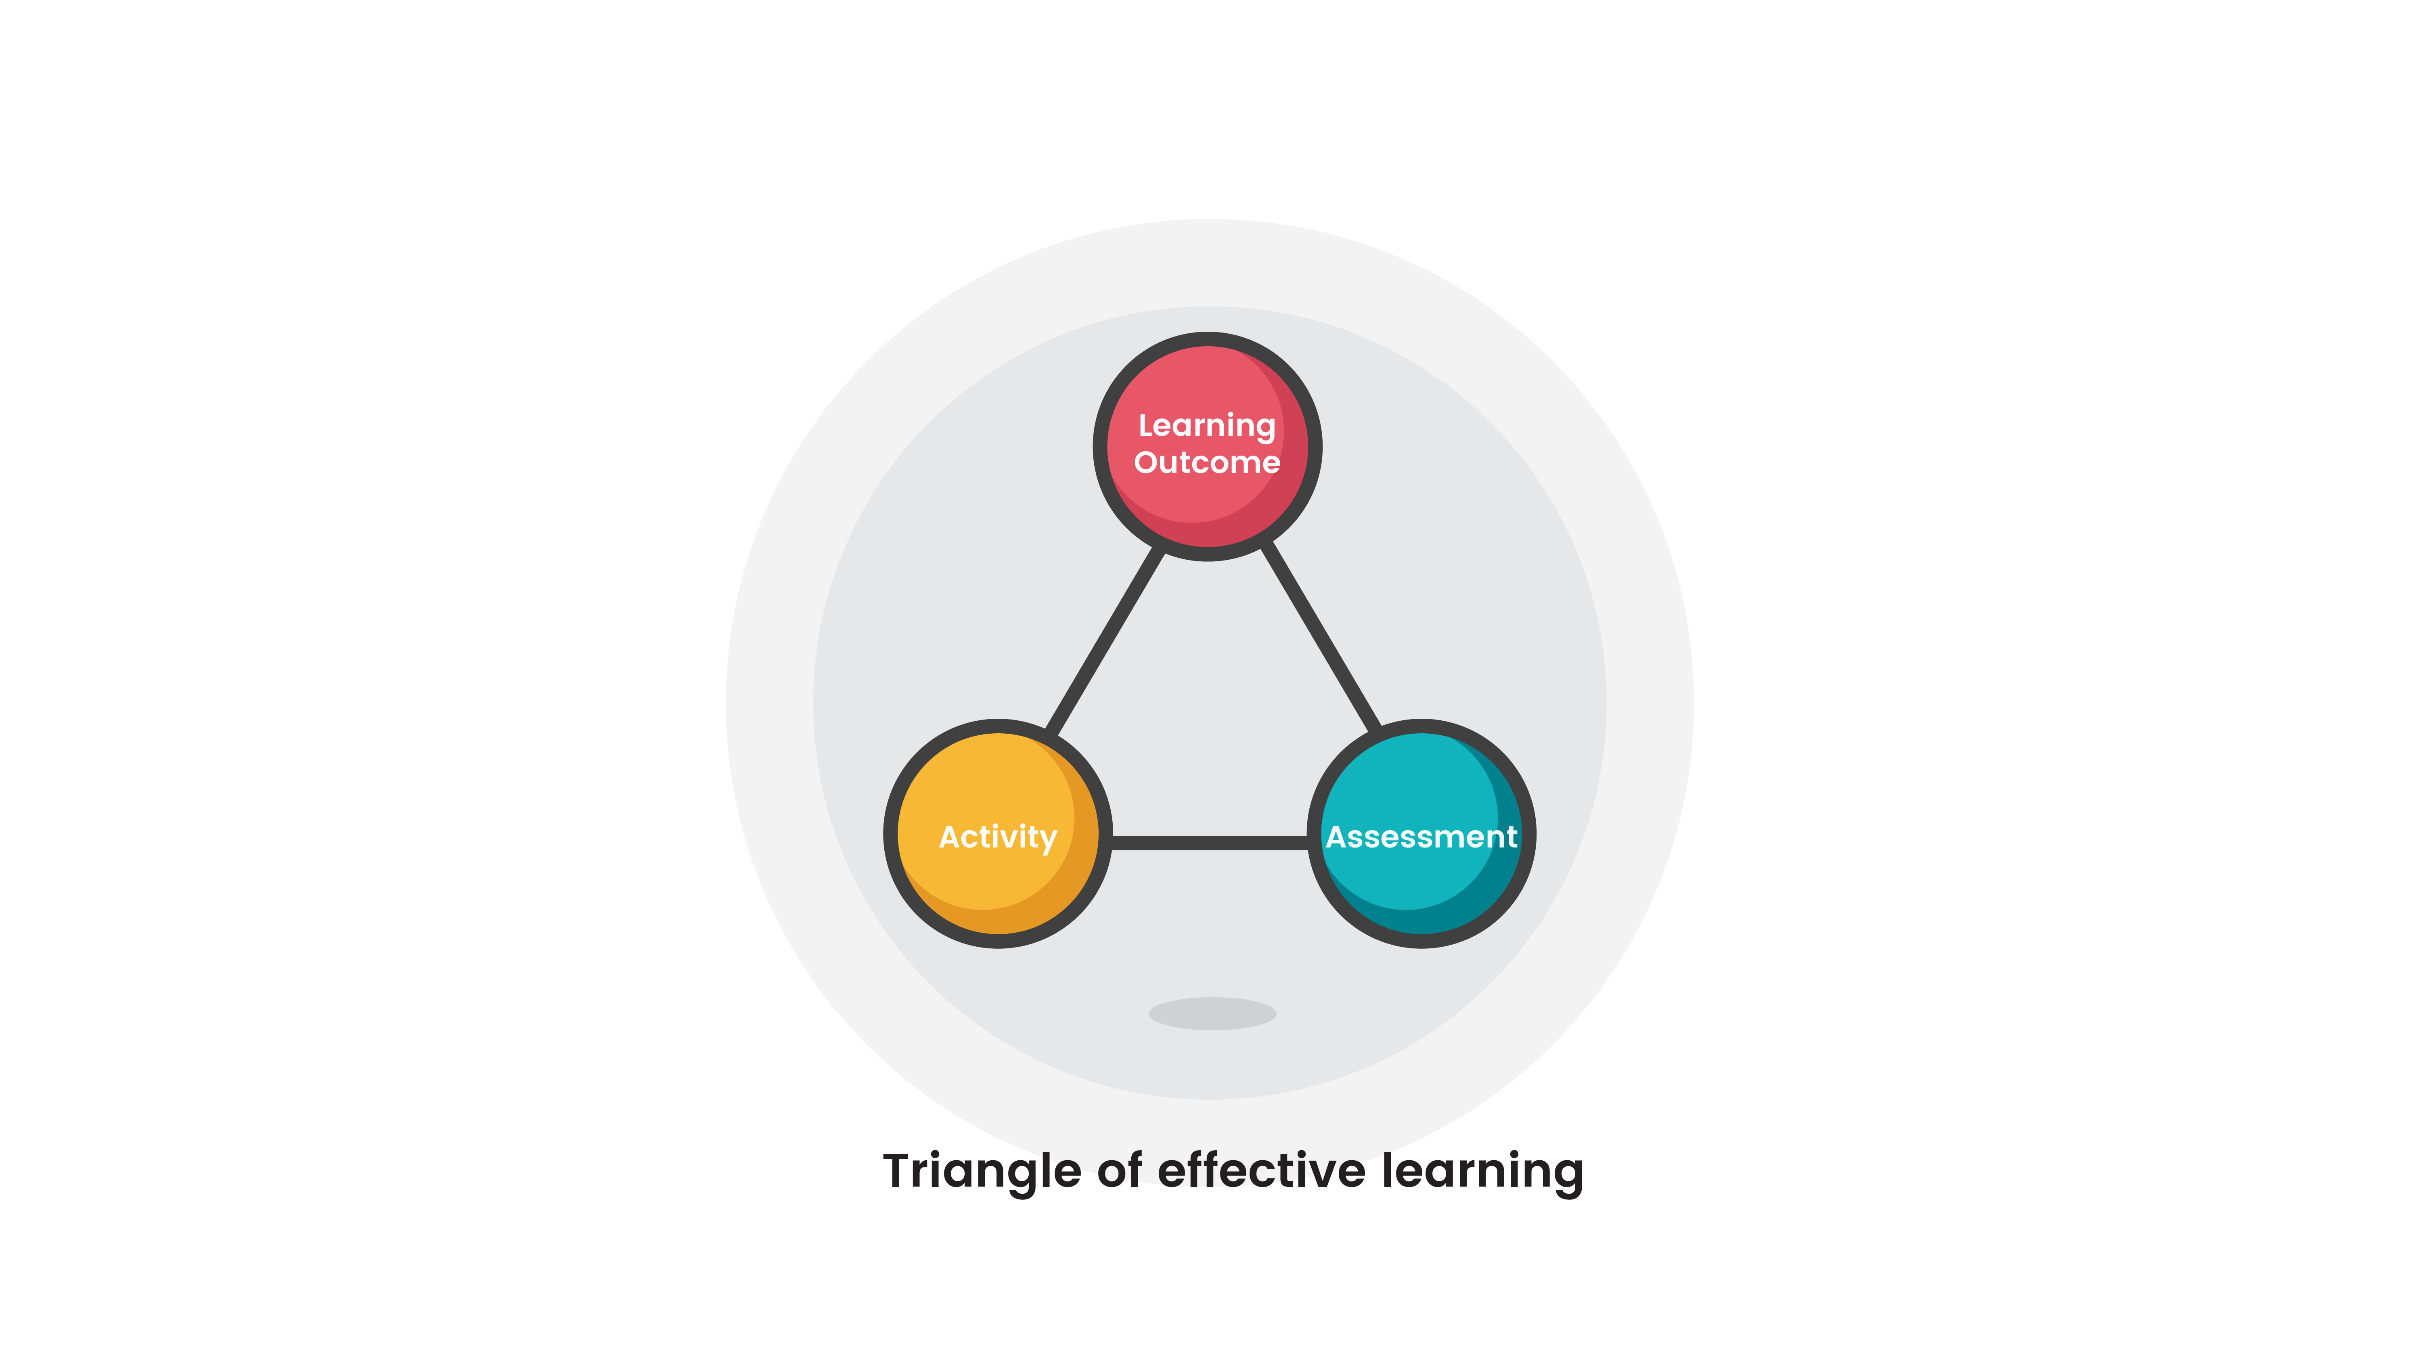 Learning
Outcome
Activity
Assessment
Triangle of effective learning